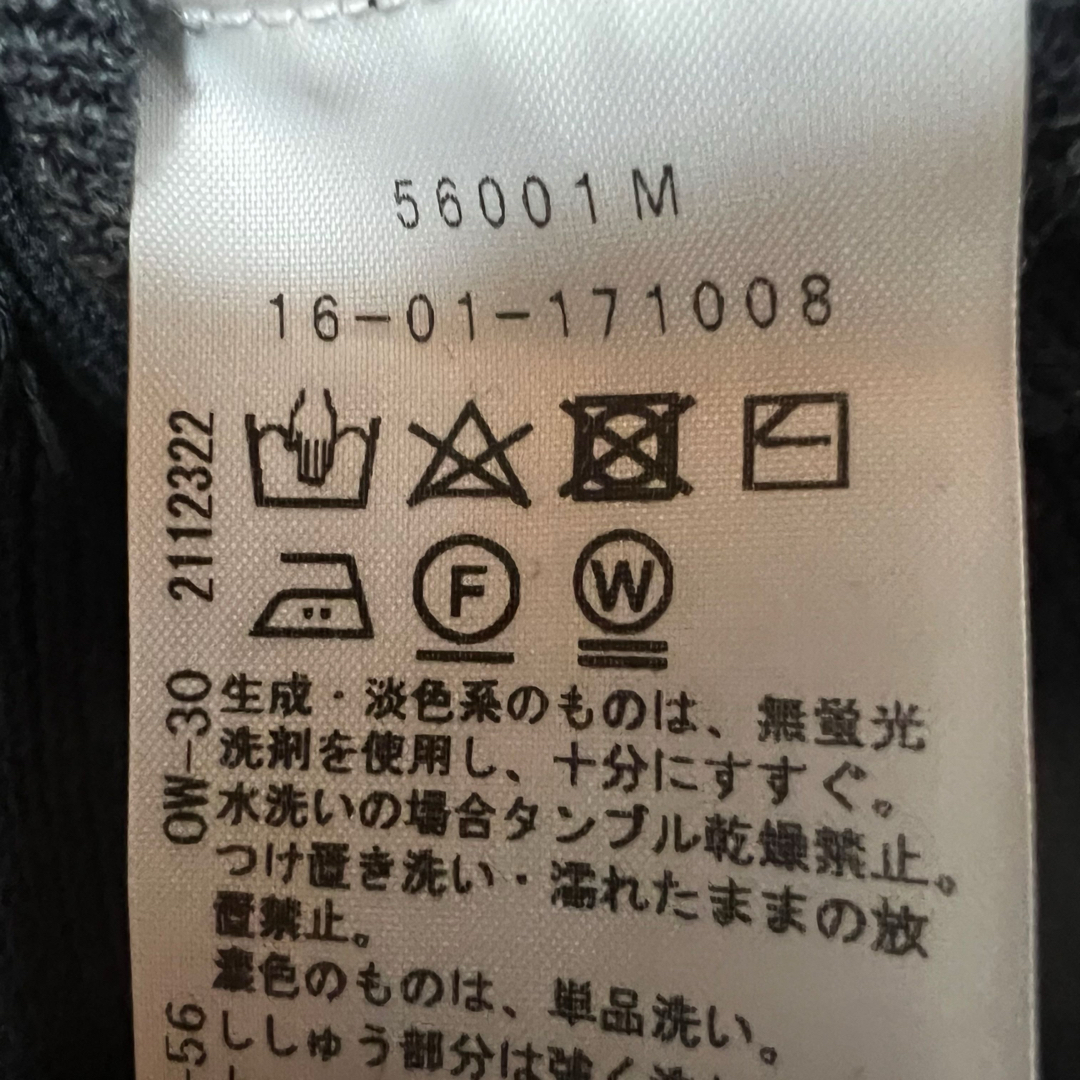 56001 M
16-01-171008
2112322
0W-30
-56
F
W
生成・淡色系のものは、無蛍光
洗剤を使用し、十分にすすぐ。
水洗いの場合タンブル乾燥禁止。
つけ置き洗い・濡れたままの放
置禁止。
濃色のものは、単品洗い。
ししゅう部分は強く